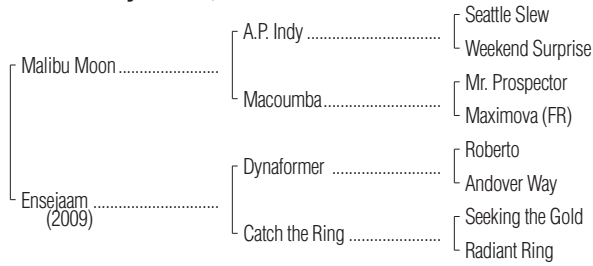 Seattle Slew
A.P. Indy ........................
Weekend Surprise
Malibu Moon ......................
Mr. Prospector
Macoumba ........................
Maximova (FR)
Roberto
Dynaformer ......................
Andover Way
Ensejaam ........................
(2009)
Seeking the Gold
Catch the Ring ...................
Radiant Ring